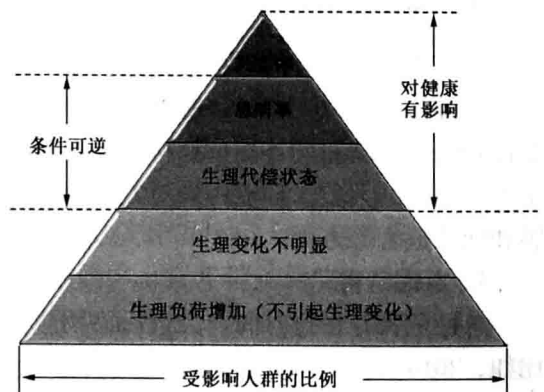 对健康
有影响
条件可逆
生理代偿状态
生理变化不明显
生理负荷增加（不引起生理变化）
受影响人群的比例